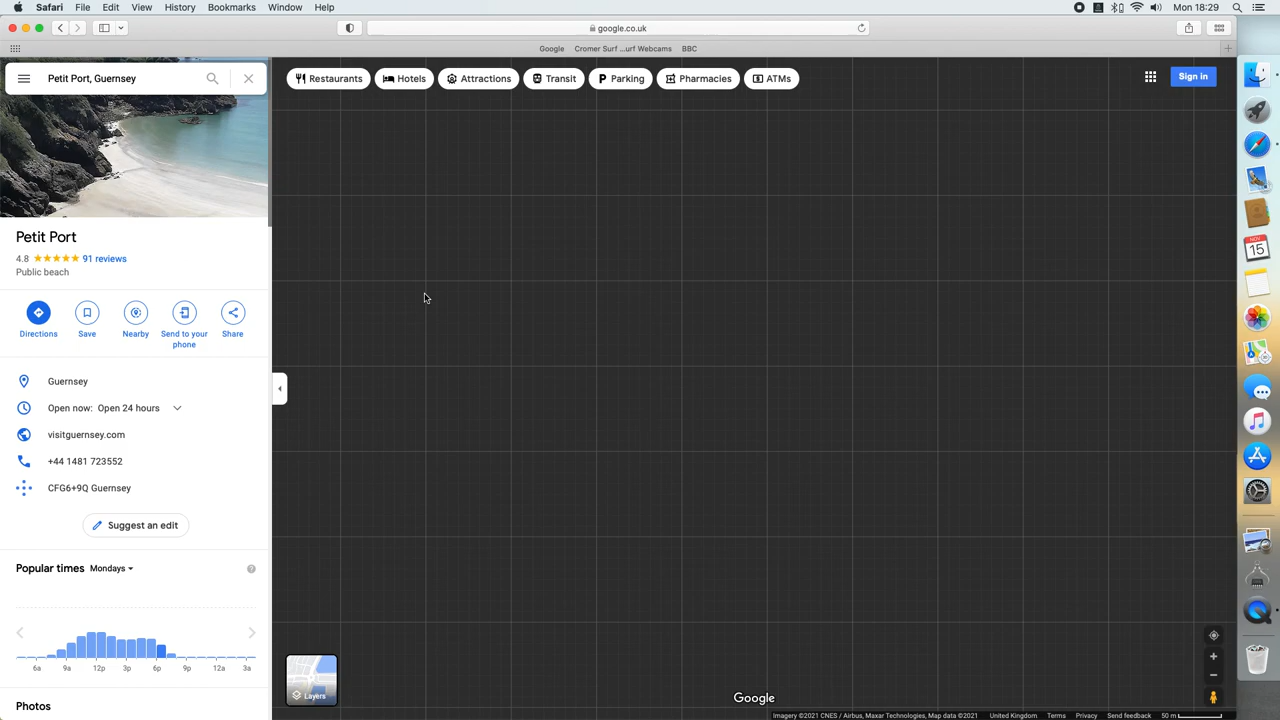 Safari File Edit View History Bookmarks Window Help Mon 18:29
google.co.uk
Google Cromer Surf ...urf Webcams BBC
Petit Port, Guernsey
Restaurants Hotels Attractions Transit Parking Pharmacies ATMs
Sign in
Petit Port
4.8 91 reviews
Public beach
Directions Save Nearby Send to your phone Share
Guernsey
Open now: Open 24 hours
visitguernsey.com
+44 1481 723552
CFG6+9Q Guernsey
Suggest an edit
Popular times Mondays
6a 9a 12p 3p 6p 9p 12a 3a
Photos
Layers
Google
Imagery ©2021 CNES / Airbus, Maxar Technologies, Map data ©2021 United Kingdom Terms Privacy Send feedback 50 m
NOV
15